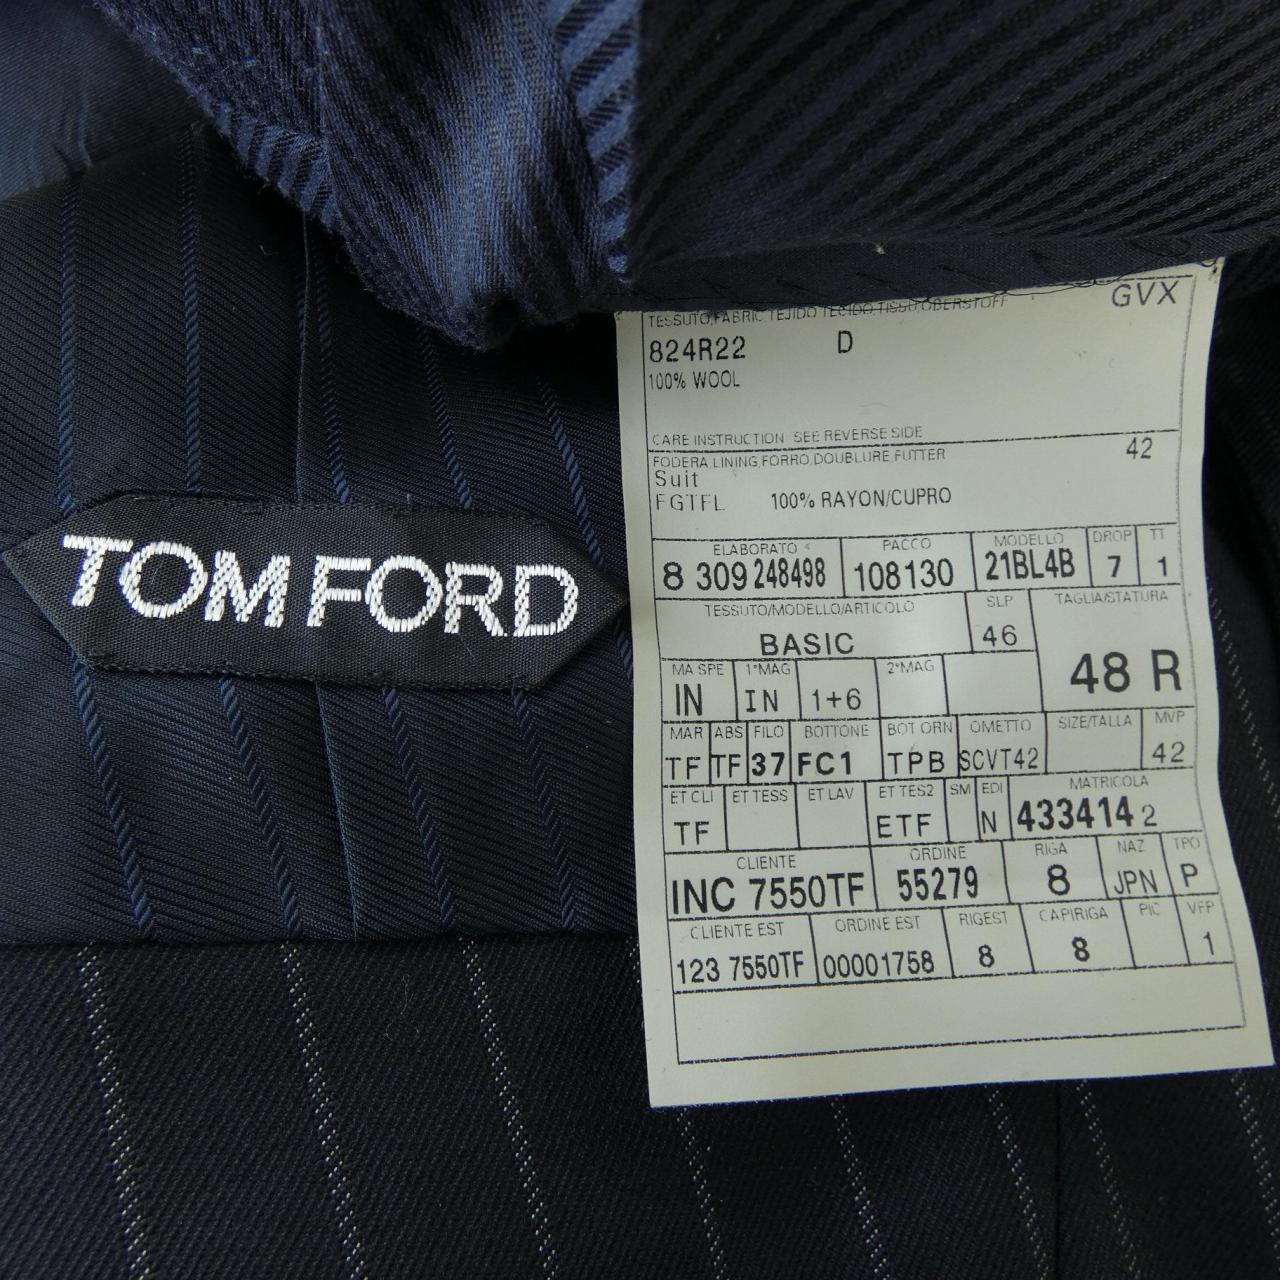 TOM FORD
GVX
TESSUTO,FABRIC,TEJIDO TECIDO,TISSU,OBERSTOFF
824R22 D
100% WOOL
CARE INSTRUCTION SEE REVERSE SIDE
42
FODERA,LINING,FORRO,DOUBLURE,FUTTER
Suit
FGTFL 100% RAYON/CUPRO
ELABORATO PACCO MODELLO DROP TT
8 309 248498 108130 21BL4B 7 1
TESSUTO/MODELLO/ARTICOLO SLP TAGLIA/STATURA
BASIC 46 48 R
MA SPE 1°MAG 2°MAG
IN IN 1+6
MAR ABS FILO BOTTONE BOT ORN OMETTO SIZE/TALLA MVP
TF TF 37 FC1 TPB SCVT42 42
ET CLI ET TESS ET LAV ET TES2 SM EDI MATRICOLA
TF ETF N 433414 2
CLIENTE ORDINE RIGA NAZ TPO
INC 7550TF 55279 8 JPN P
CLIENTE EST ORDINE EST RIGEST CAPIRIGA PIC VFP
123 7550TF 00001758 8 8 1